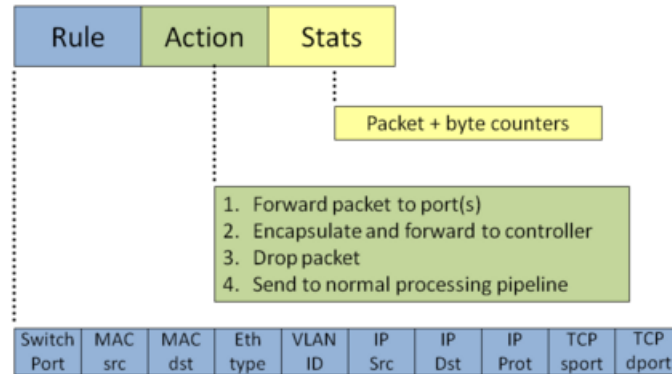 Rule Action Stats
Packet + byte counters
1. Forward packet to port(s)
2. Encapsulate and forward to controller
3. Drop packet
4. Send to normal processing pipeline
Switch Port
MAC src
MAC dst
Eth type
VLAN ID
IP Src
IP Dst
IP Prot
TCP sport
TCP dport